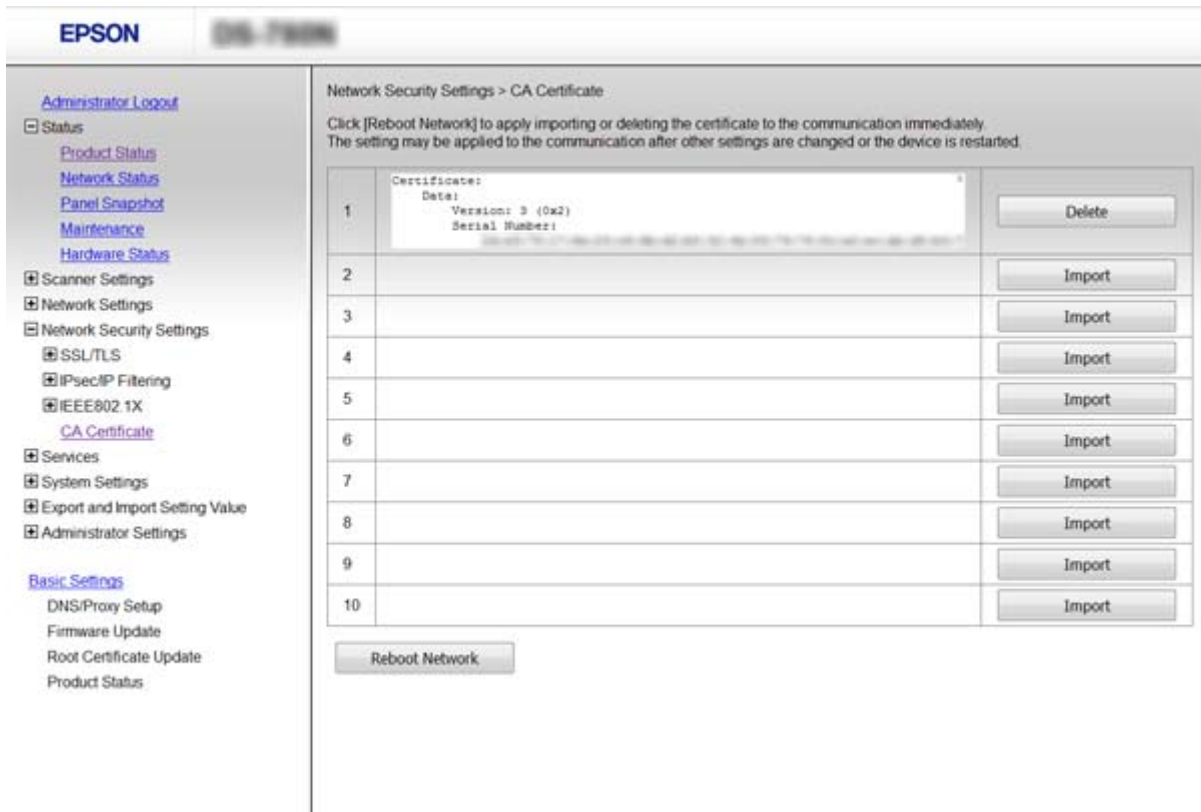 EPSON
Administrator Logout
Status
Product Status
Network Status
Panel Snapshot
Maintenance
Hardware Status
Scanner Settings
Network Settings
Network Security Settings
SSL/TLS
IPsec/IP Filtering
IEEE802.1X
CA Certificate
Services
System Settings
Export and Import Setting Value
Administrator Settings
Basic Settings
DNS/Proxy Setup
Firmware Update
Root Certificate Update
Product Status
Network Security Settings > CA Certificate
Click [Reboot Network] to apply importing or deleting the certificate to the communication immediately.
The setting may be applied to the communication after other settings are changed or the device is restarted.
1
Certificate:
Data:
Version: 3 (0x2)
Serial Number:
Delete
2 Import
3 Import
4 Import
5 Import
6 Import
7 Import
8 Import
9 Import
10 Import
Reboot Network